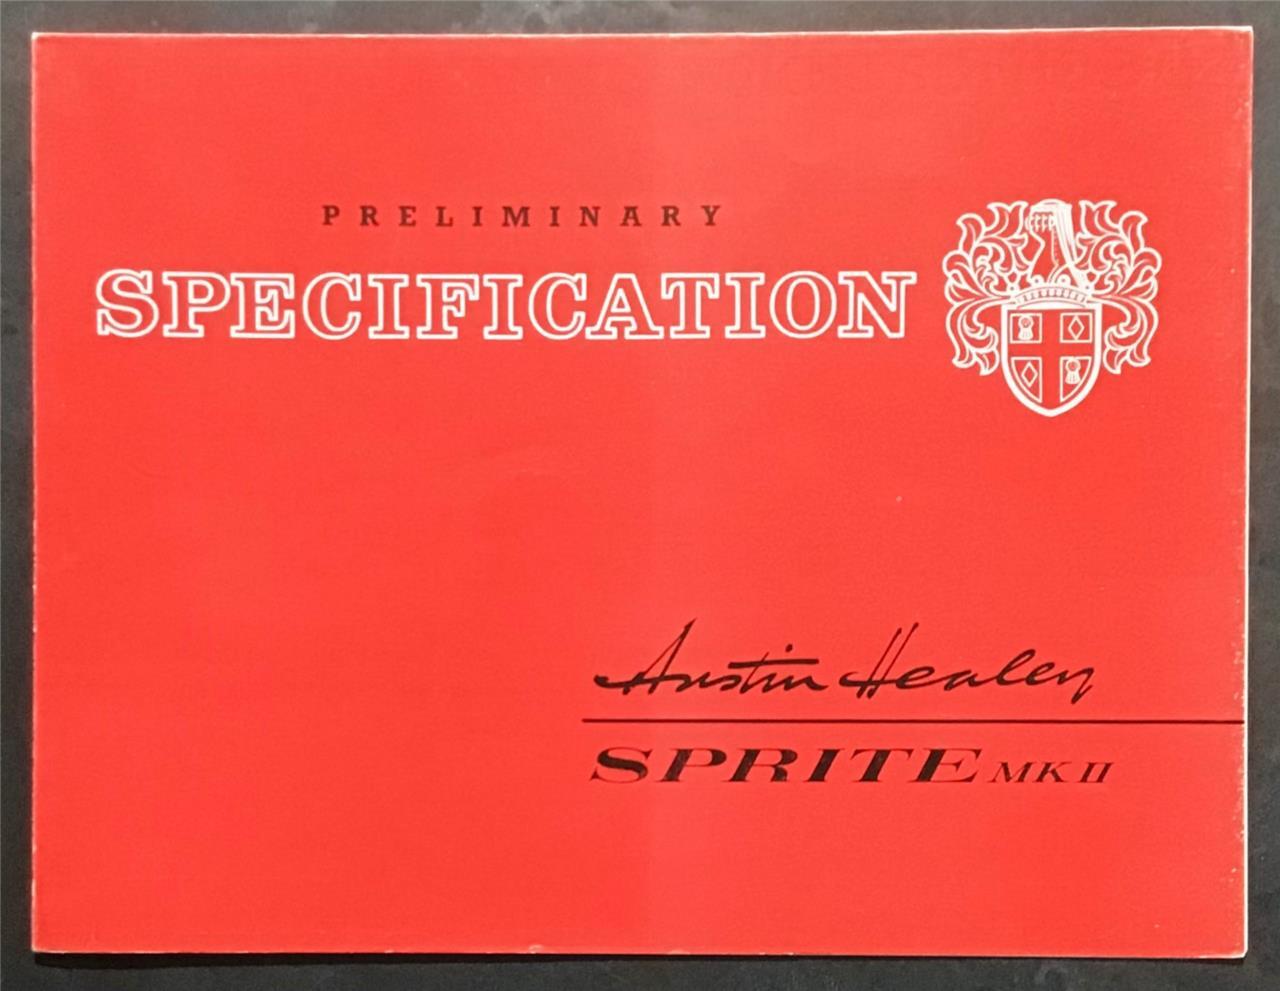 PRELIMINARY
SPECIFICATION
Austin Healey
SPRITE MK II